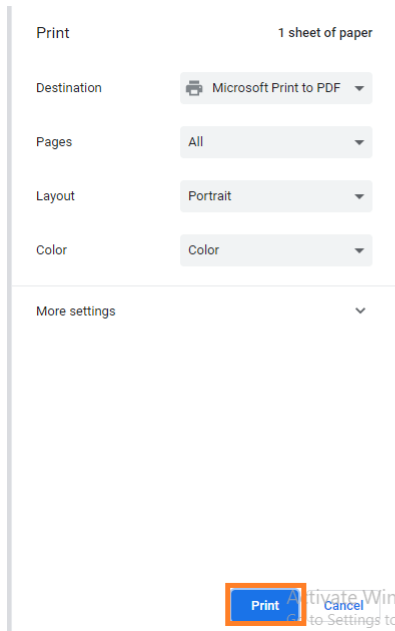 Print 1 sheet of paper
Destination Microsoft Print to PDF
Pages All
Layout Portrait
Color Color
More settings
Activate Win
Print Cancel
to Settings to